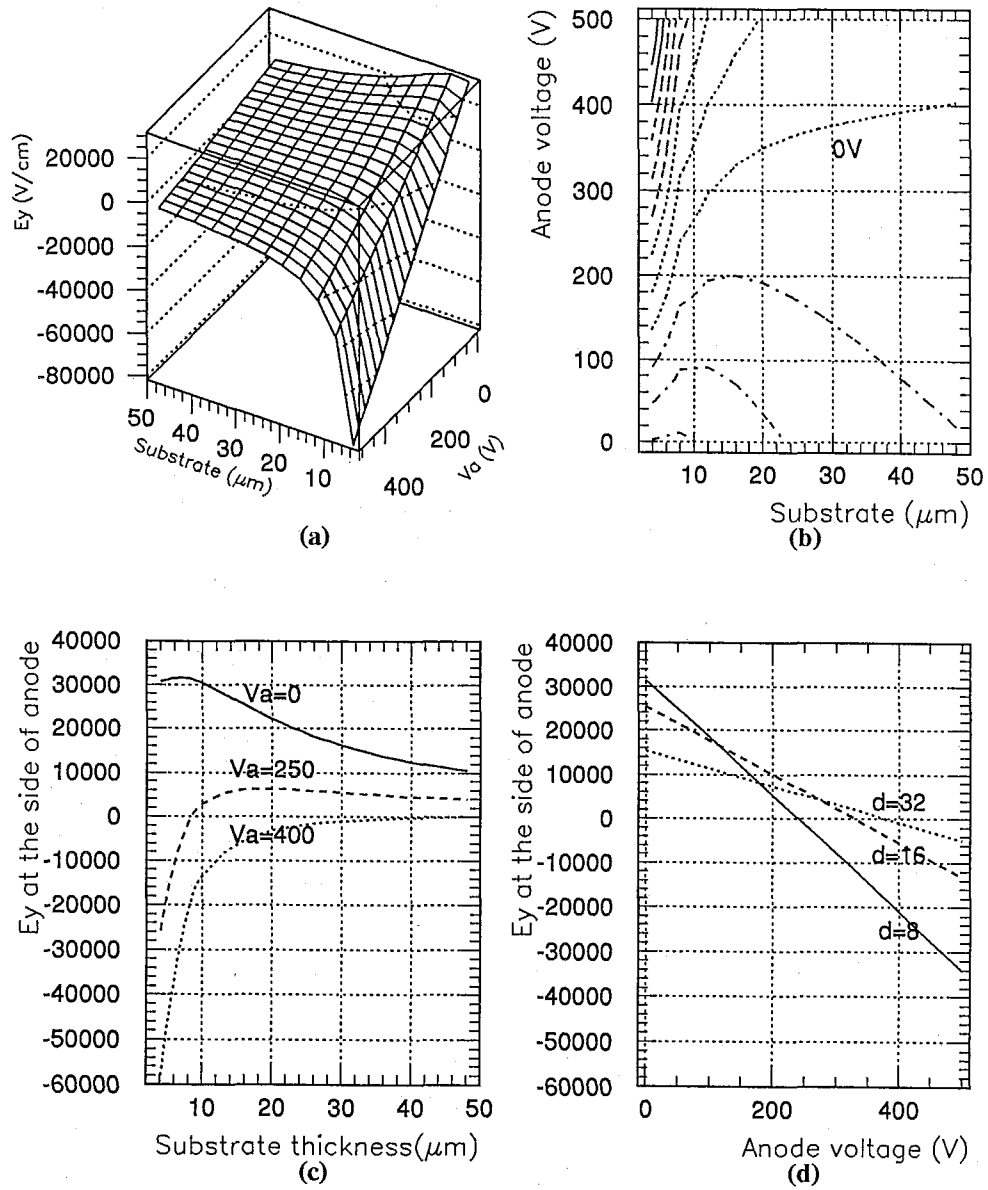 Ey (V/cm)
20000
0
-20000
-40000
-60000
-80000
50
40
30
20
10
Substrate (μm)
0
200
400
Va (V)
(a)
Anode voltage (V)
500
400
300
200
100
0
0V
10
20
30
40
50
Substrate (μm)
(b)
Ey at the side of anode
40000
30000
20000
10000
0
-10000
-20000
-30000
-40000
-50000
-60000
Va=0
Va=250
Va=400
10
20
30
40
50
Substrate thickness(μm)
(c)
Ey at the side of anode
40000
30000
20000
10000
0
-10000
-20000
-30000
-40000
-50000
-60000
d=32
d=16
d=8
0
200
400
Anode voltage (V)
(d)